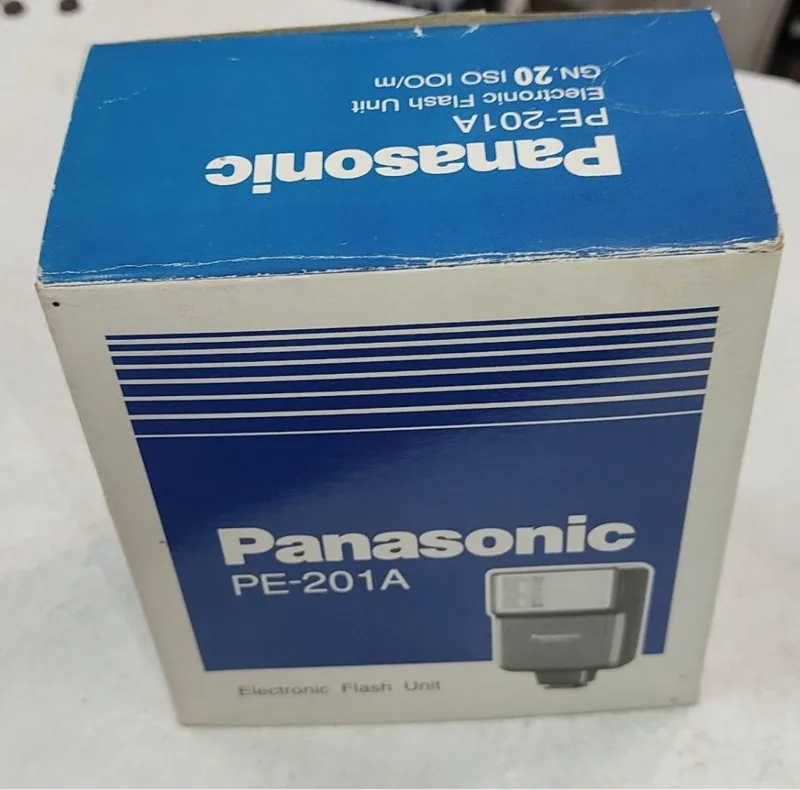 Panasonic
PE-201A
Electronic Flash Unit
GN.20 ISO 100/m
Panasonic
PE-201A
Panasonic
Electronic Flash Unit